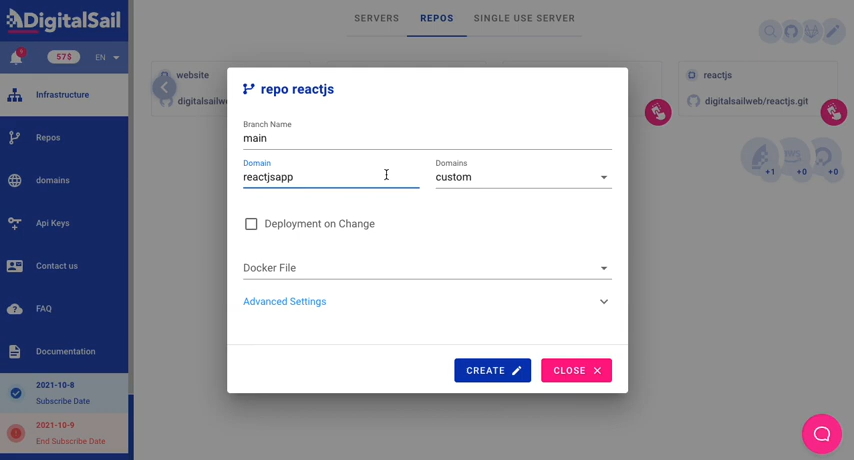 DigitalSail
SERVERS REPOS SINGLE USE SERVER
9 57$ EN
Infrastructure
Repos
domains
Api Keys
Contact us
FAQ
Documentation
2021-10-8
Subscribe Date
2021-10-9
End Subscribe Date
website
digitalsailwe
reactjs
digitalsailweb/reactjs.git
+1 +0 +0
repo reactjs
Branch Name
main
Domain
reactjsapp
Domains
custom
Deployment on Change
Docker File
Advanced Settings
CREATE
CLOSE